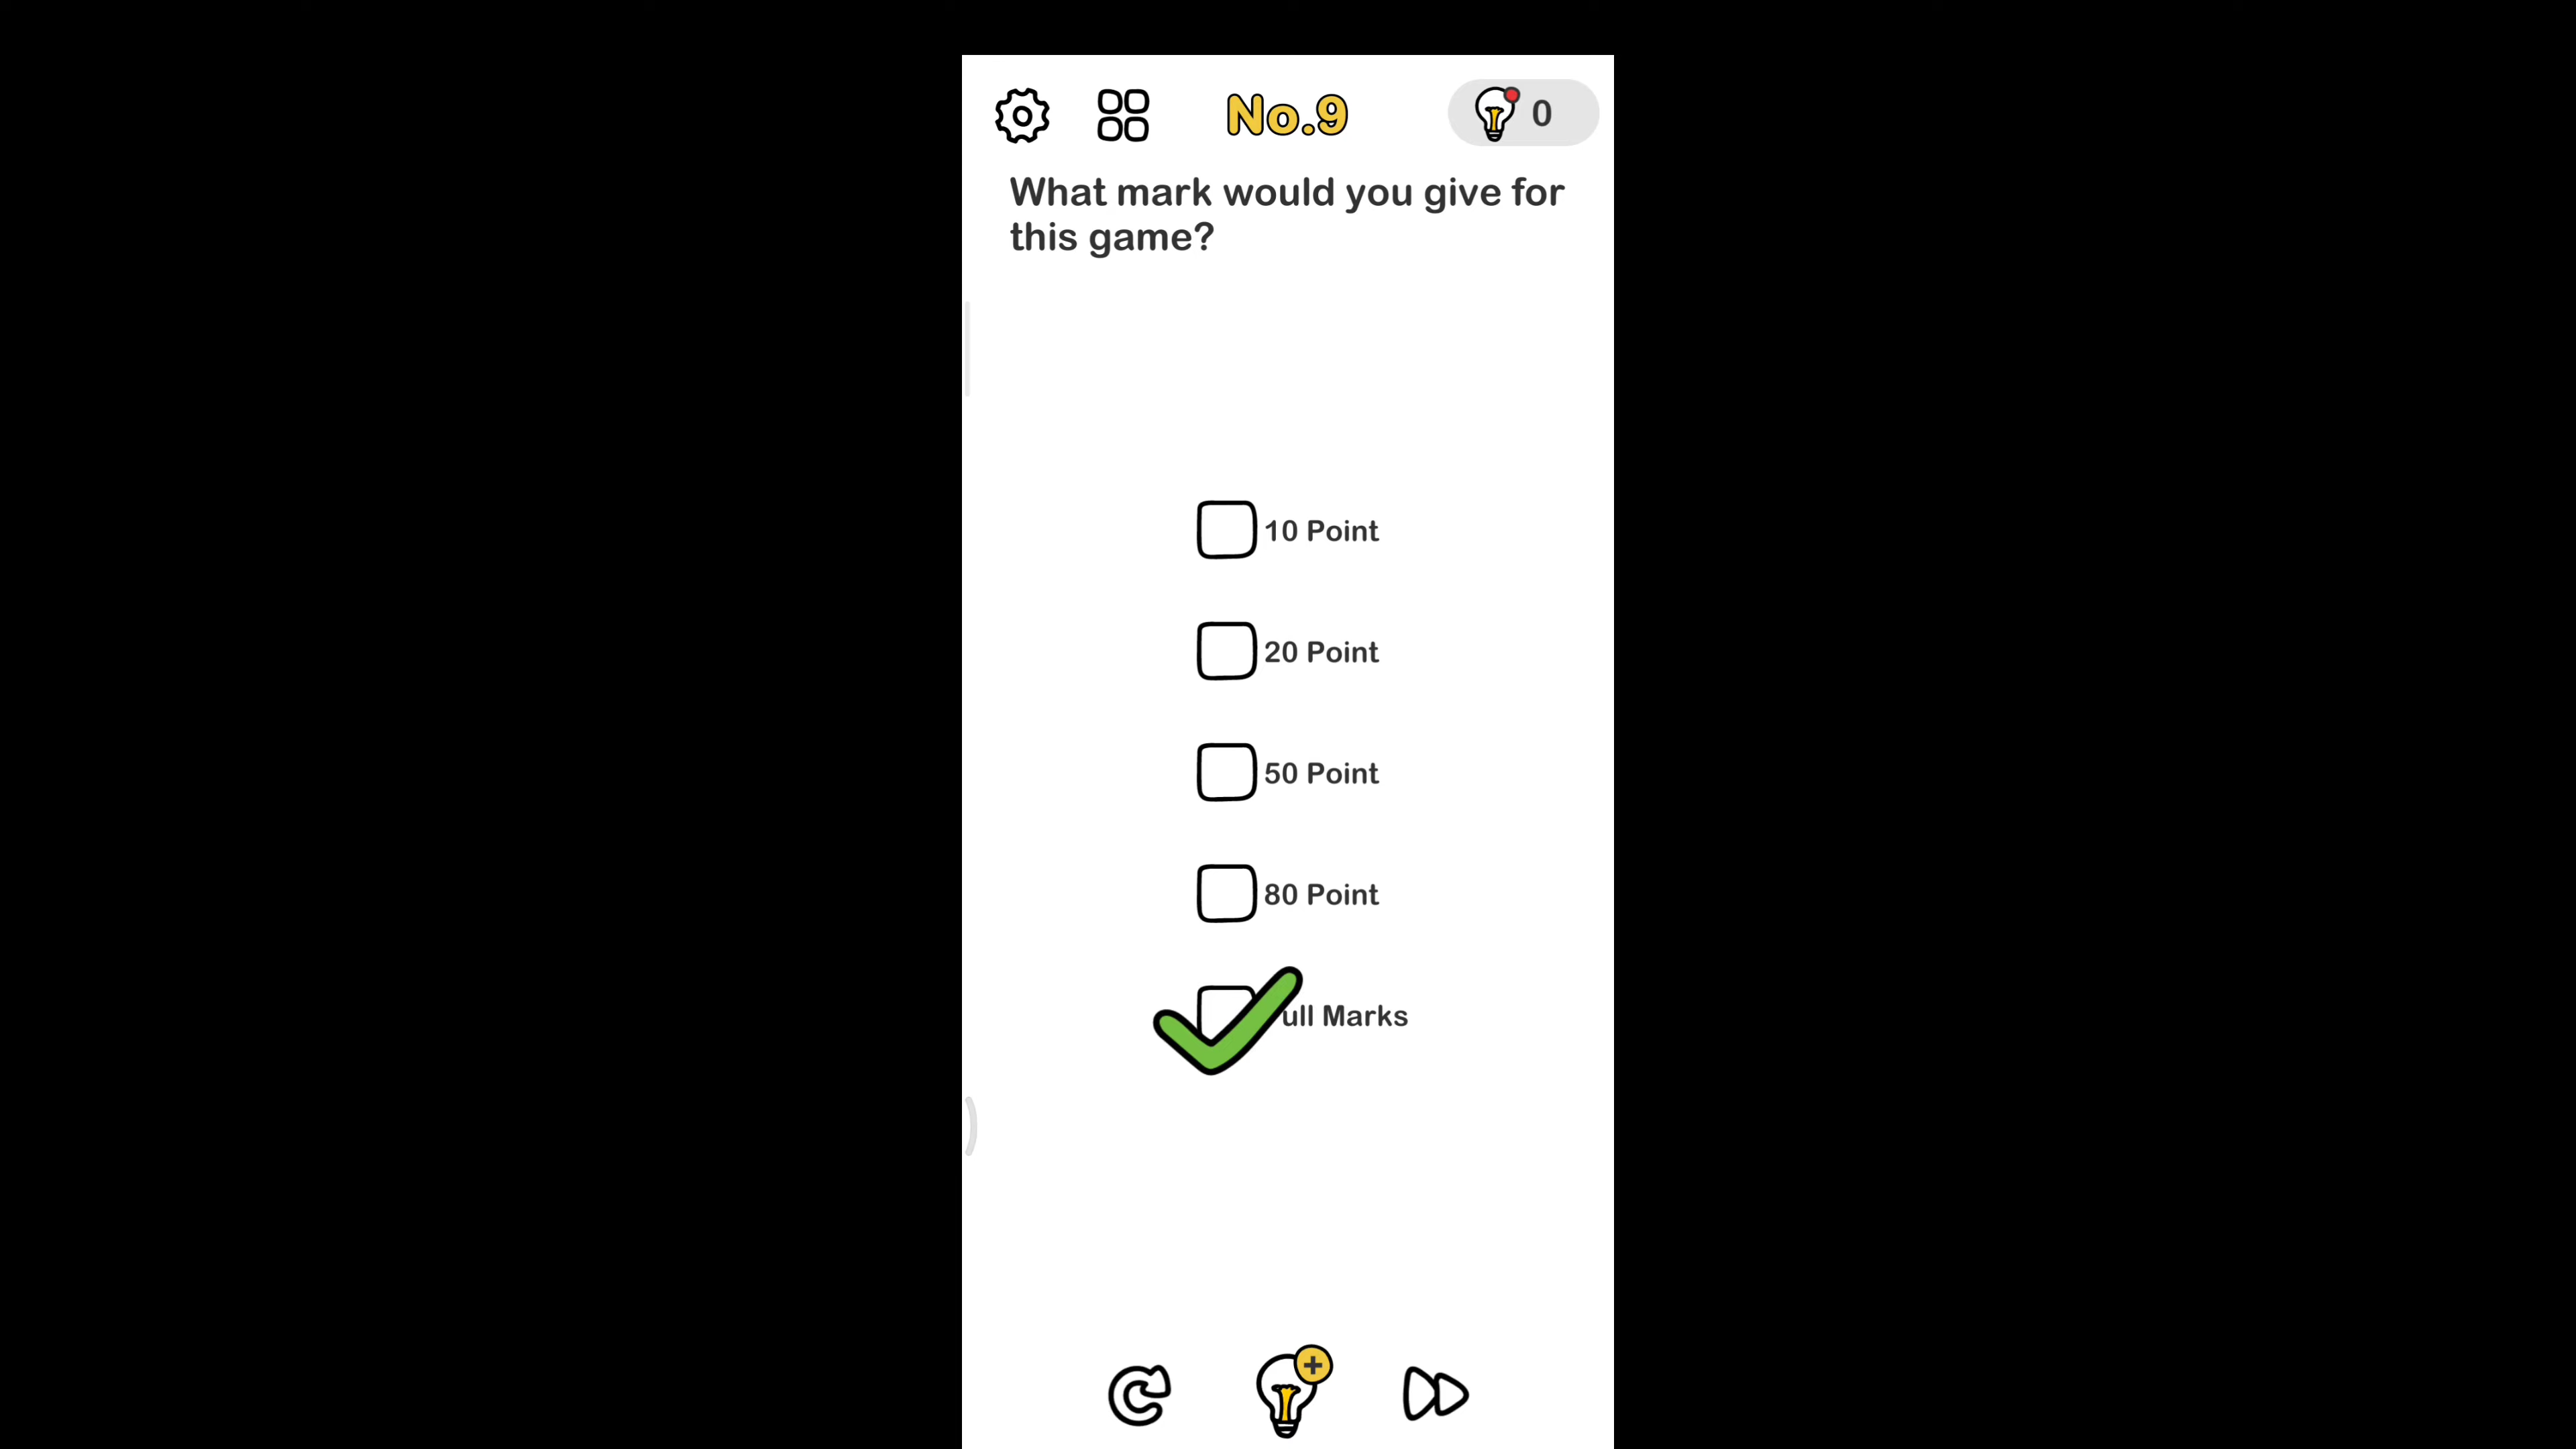 No.9
0
What mark would you give for
this game?
10 Point
20 Point
50 Point
80 Point
ull Marks